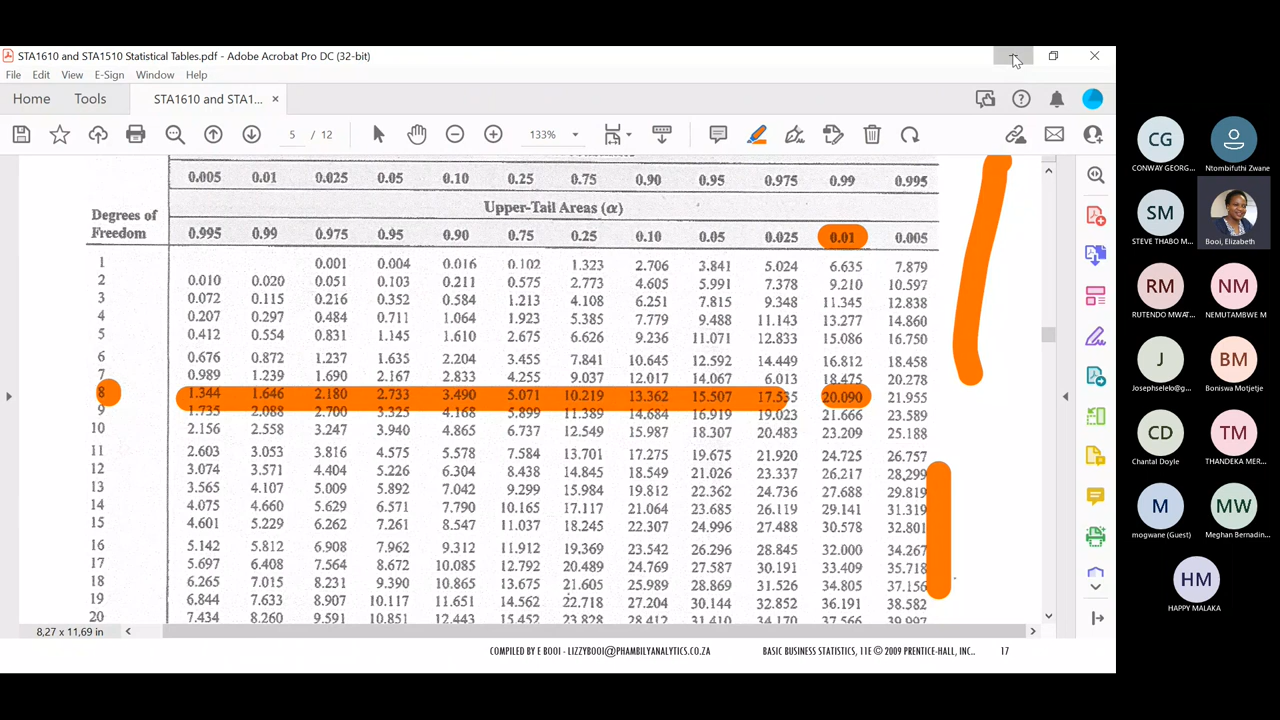 STA1610 and STA1510 Statistical Tables.pdf - Adobe Acrobat Pro DC (32-bit)
File Edit View E-Sign Window Help
Home Tools STA1610 and STA1... ×
5 / 12 133%
0.005 0.01 0.025 0.05 0.10 0.25 0.75 0.90 0.95 0.975 0.99 0.995
Upper-Tail Areas (α)
Degrees of
Freedom 0.995 0.99 0.975 0.95 0.90 0.75 0.25 0.10 0.05 0.025 0.01 0.005
1 0.001 0.004 0.016 0.102 1.323 2.706 3.841 5.024 6.635 7.879
2 0.010 0.020 0.051 0.103 0.211 0.575 2.773 4.605 5.991 7.378 9.210 10.597
3 0.072 0.115 0.216 0.352 0.584 1.213 4.108 6.251 7.815 9.348 11.345 12.838
4 0.207 0.297 0.484 0.711 1.064 1.923 5.385 7.779 9.488 11.143 13.277 14.860
5 0.412 0.554 0.831 1.145 1.610 2.675 6.626 9.236 11.071 12.833 15.086 16.750
6 0.676 0.872 1.237 1.635 2.204 3.455 7.841 10.645 12.592 14.449 16.812 18.458
7 0.989 1.239 1.690 2.167 2.833 4.255 9.037 12.017 14.067 6.013 18.475 20.278
8 1.344 1.646 2.180 2.733 3.490 5.071 10.219 13.362 15.507 17.535 20.090 21.955
9 1.735 2.088 2.700 3.325 4.168 5.899 11.389 14.684 16.919 19.023 21.666 23.589
10 2.156 2.558 3.247 3.940 4.865 6.737 12.549 15.987 18.307 20.483 23.209 25.188
11 2.603 3.053 3.816 4.575 5.578 7.584 13.701 17.275 19.675 21.920 24.725 26.757
12 3.074 3.571 4.404 5.226 6.304 8.438 14.845 18.549 21.026 23.337 26.217 28,299
13 3.565 4.107 5.009 5.892 7.042 9.299 15.984 19.812 22.362 24.736 27.688 29.819
14 4.075 4.660 5.629 6.571 7.790 10.165 17.117 21.064 23.685 26.119 29.141 31.319
15 4.601 5.229 6.262 7.261 8.547 11.037 18.245 22.307 24.996 27.488 30.578 32.801
16 5.142 5.812 6.908 7.962 9.312 11.912 19.369 23.542 26.296 28.845 32.000 34.267
17 5.697 6.408 7.564 8.672 10.085 12.792 20.489 24.769 27.587 30.191 33.409 35.718
18 6.265 7.015 8.231 9.390 10.865 13.675 21.605 25.989 28.869 31.526 34.805 37.156
19 6.844 7.633 8.907 10.117 11.651 14.562 22.718 27.204 30.144 32.852 36.191 38.582
20 7.434 8.260 9.591 10.851 12.443 15.452 23.828 28.412 31.410 34.170 37.566 39.997
8,27 x 11,69 in
COMPILED BY E BOOI - LIZZYBOOI@PHAMBILYANALYTICS.CO.ZA BASIC BUSINESS STATISTICS, 11E © 2009 PRENTICE-HALL, INC.. 17
CG
CONWAY GEORG... Ntombifuthi Zwane
SM
STEVE THABO M... Booi, Elizabeth
RM NM
RUTENDO MWAT... NEMUTAMBWE M
J BM
Josephselelo@g... Boniswa Motjetje
CD TM
Chantal Doyle THANDEKA MER...
M MW
mogwane (Guest) Meghan Bernadin...
HM
HAPPY MALAKA